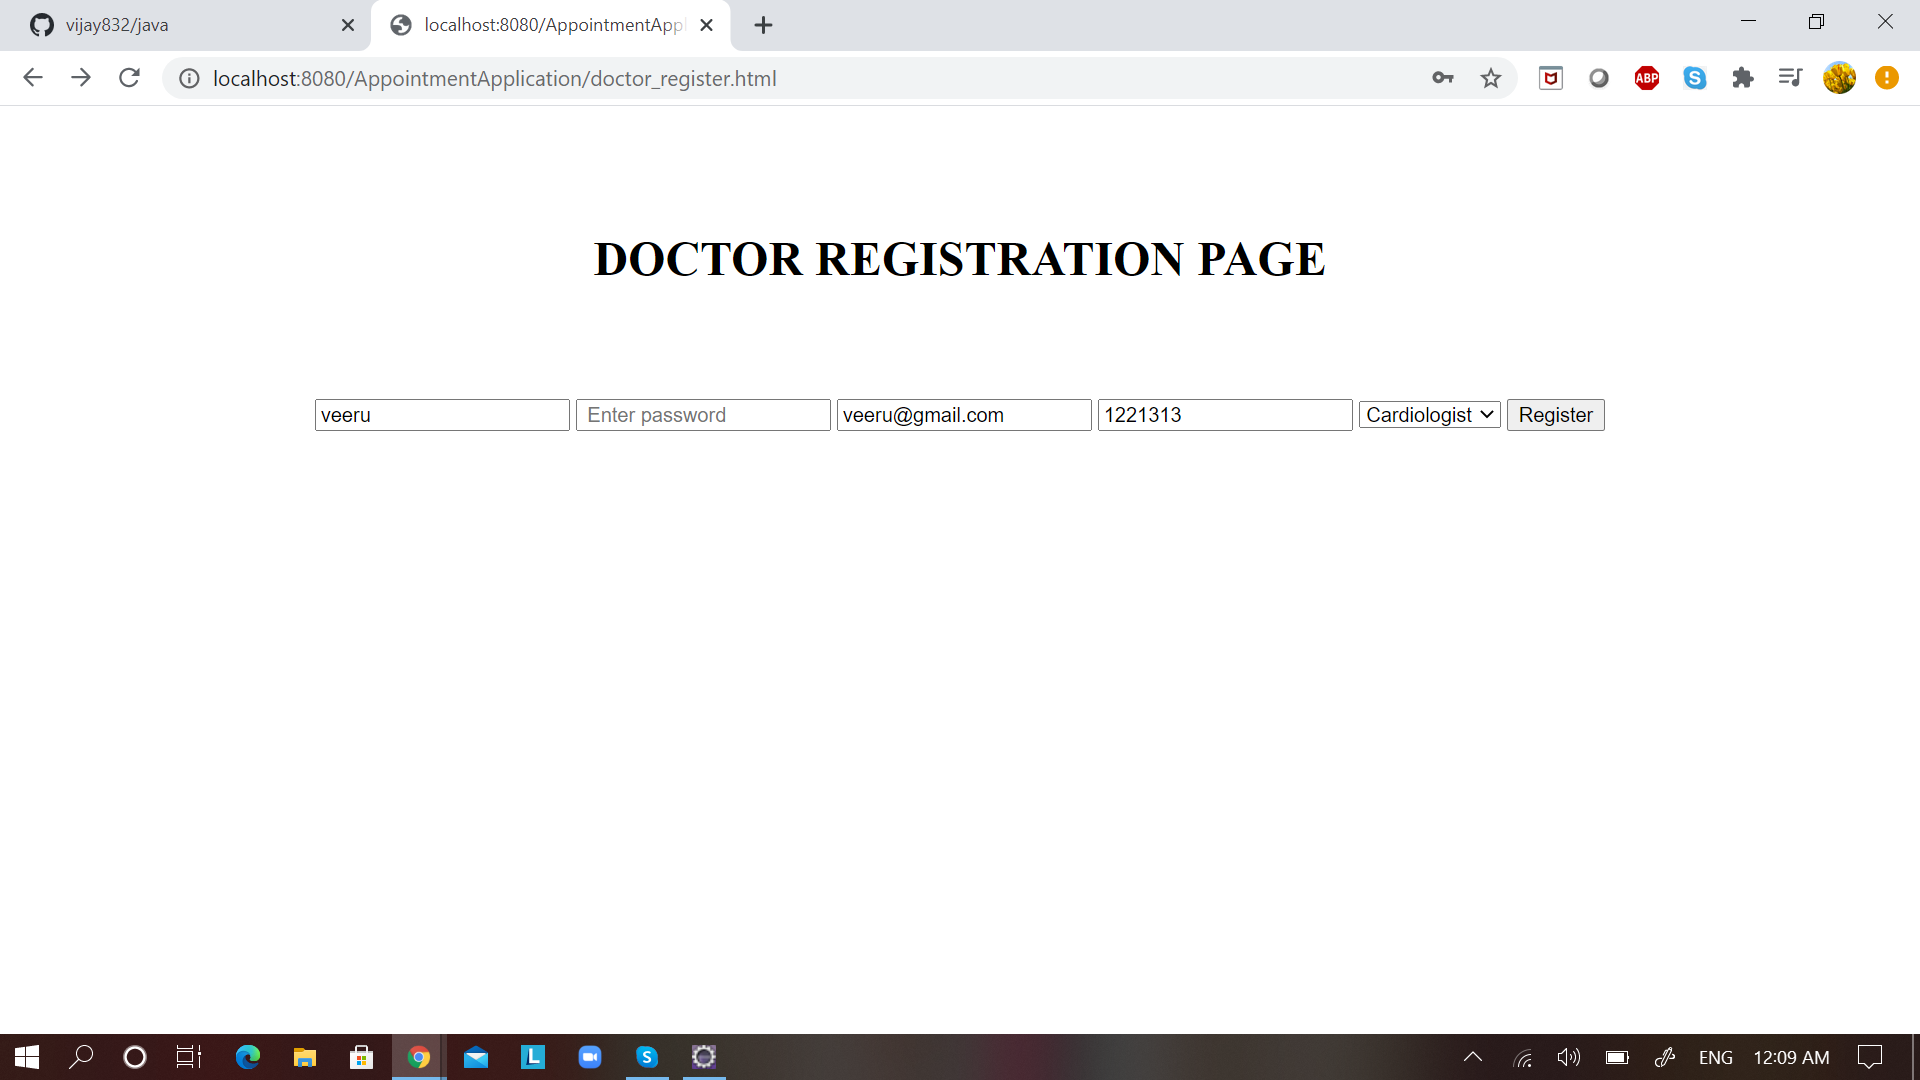 vijay832/java
localhost:8080/AppointmentApp
localhost:8080/AppointmentApplication/doctor_register.html
ABP
S
DOCTOR REGISTRATION PAGE
veeru Enter password veeru@gmail.com 1221313 Cardiologist Register
L
S
ENG 12:09 AM